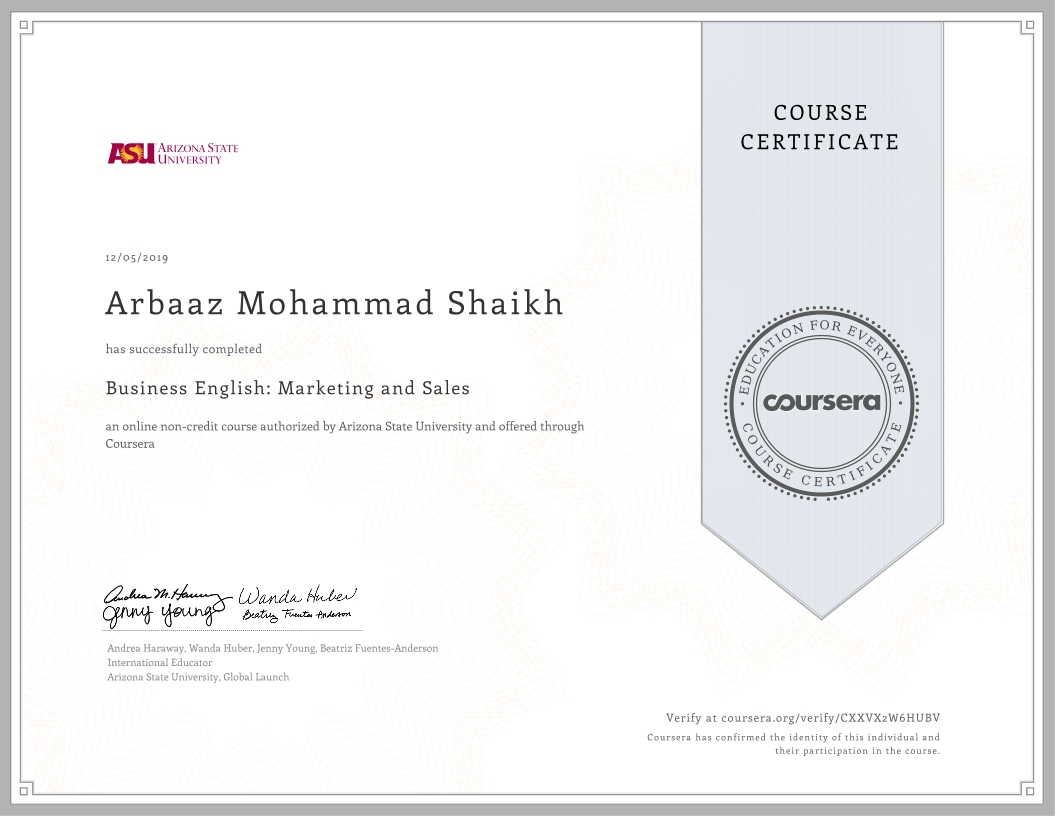 COURSE
CERTIFICATE
ASU ARIZONA STATE
UNIVERSITY
12/05/2019
Arbaaz Mohammad Shaikh
has successfully completed
Business English: Marketing and Sales
an online non-credit course authorized by Arizona State University and offered through
Coursera
EDUCATION FOR EVERYONE
coursera
COURSE CERTIFICATE
Andrea M. Haraway Wanda Huber
Jenny Young Beatriz Fuentes Anderson
Andrea Haraway, Wanda Huber, Jenny Young, Beatriz Fuentes-Anderson
International Educator
Arizona State University, Global Launch
Verify at coursera.org/verify/CXXVX2W6HUBV
Coursera has confirmed the identity of this individual and
their participation in the course.